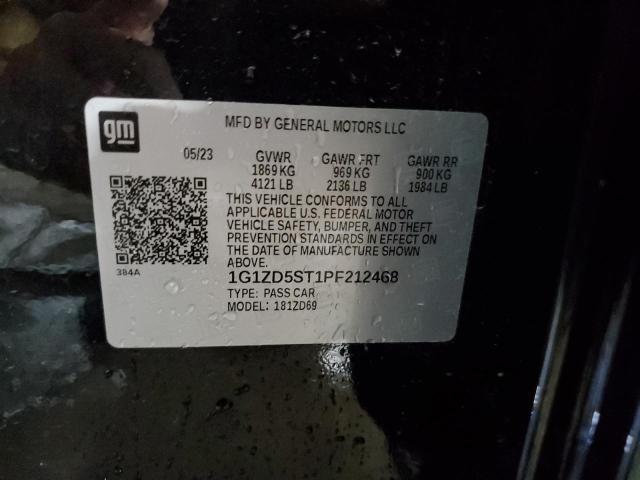 gm
MFD BY GENERAL MOTORS LLC
05/23 GVWR GAWR FRT GAWR RR
1869 KG 969 KG 900 KG
4121 LB 2136 LB 1984 LB
THIS VEHICLE CONFORMS TO ALL
APPLICABLE U.S. FEDERAL MOTOR
VEHICLE SAFETY, BUMPER, AND THEFT
PREVENTION STANDARDS IN EFFECT ON
THE DATE OF MANUFACTURE SHOWN
ABOVE.
384A
1G1ZD5ST1PF212468
TYPE: PASS CAR
MODEL: 181ZD69